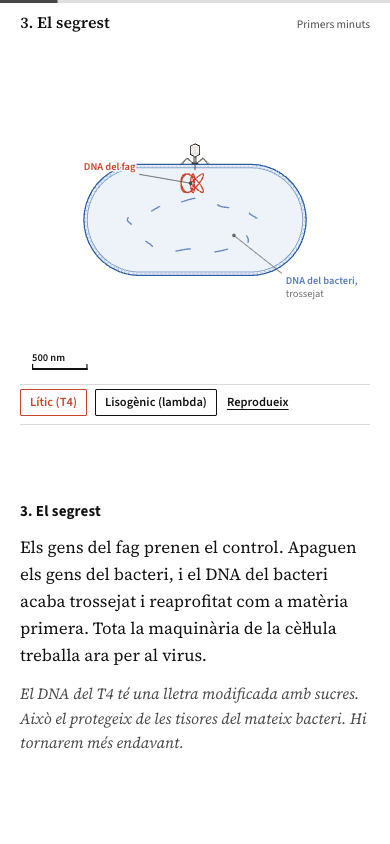 3. El segrest
Primers minuts
DNA del fag
DNA del bacteri,
trossejat
500 nm
Lític (T4)
Lisogènic (lambda)
Reprodueix
3. El segrest
Els gens del fag prenen el control. Apaguen
els gens del bacteri, i el DNA del bacteri
acaba trossejat i reaprofitat com a matèria
primera. Tota la maquinària de la cèl·lula
treballa ara per al virus.
El DNA del T4 té una lletra modificada amb sucres.
Això el protegeix de les tisores del mateix bacteri. Hi
tornarem més endavant.